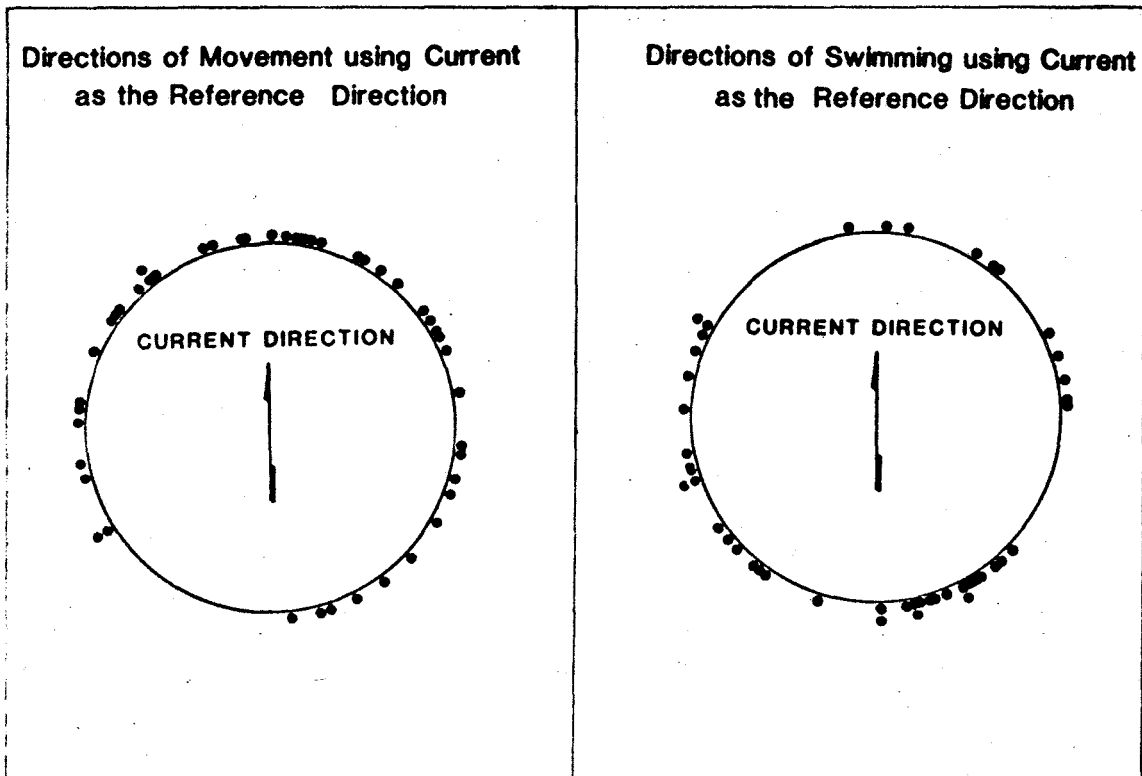 Directions of Movement using Current
as the Reference Direction
CURRENT DIRECTION
Directions of Swimming using Current
as the Reference Direction
CURRENT DIRECTION